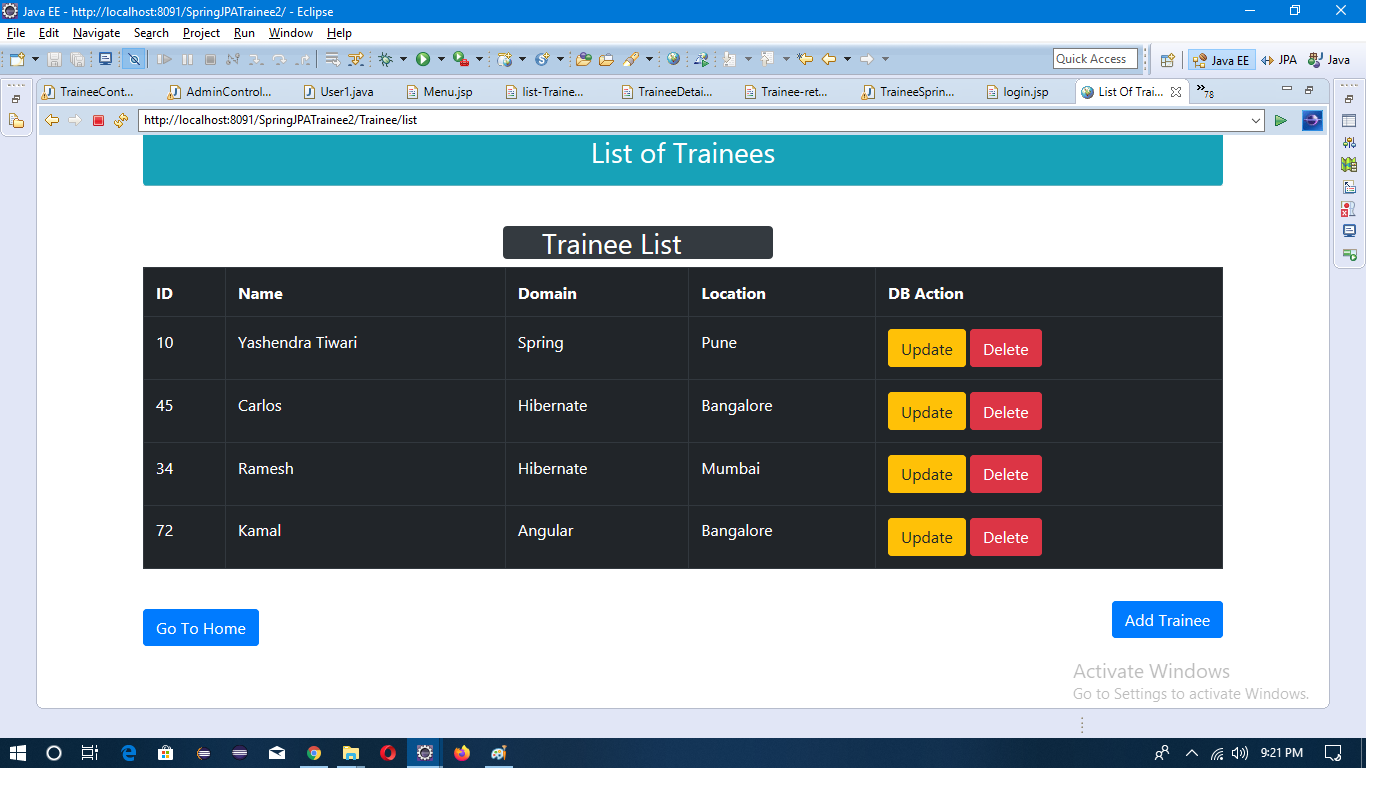 Java EE - http://localhost:8091/SpringJPATrainee2/ - Eclipse
File Edit Navigate Search Project Run Window Help
Quick Access Java EE JPA Java
TraineeCont... AdminControl... User1.java Menu.jsp list-Traine... TraineeDetai... Trainee-ret... TraineeSprin... login.jsp List Of Trai... »78
http://localhost:8091/SpringJPATrainee2/Trainee/list
List of Trainees
Trainee List
ID Name Domain Location DB Action
10 Yashendra Tiwari Spring Pune Update Delete
45 Carlos Hibernate Bangalore Update Delete
34 Ramesh Hibernate Mumbai Update Delete
72 Kamal Angular Bangalore Update Delete
Go To Home Add Trainee
Activate Windows
Go to Settings to activate Windows.
9:21 PM